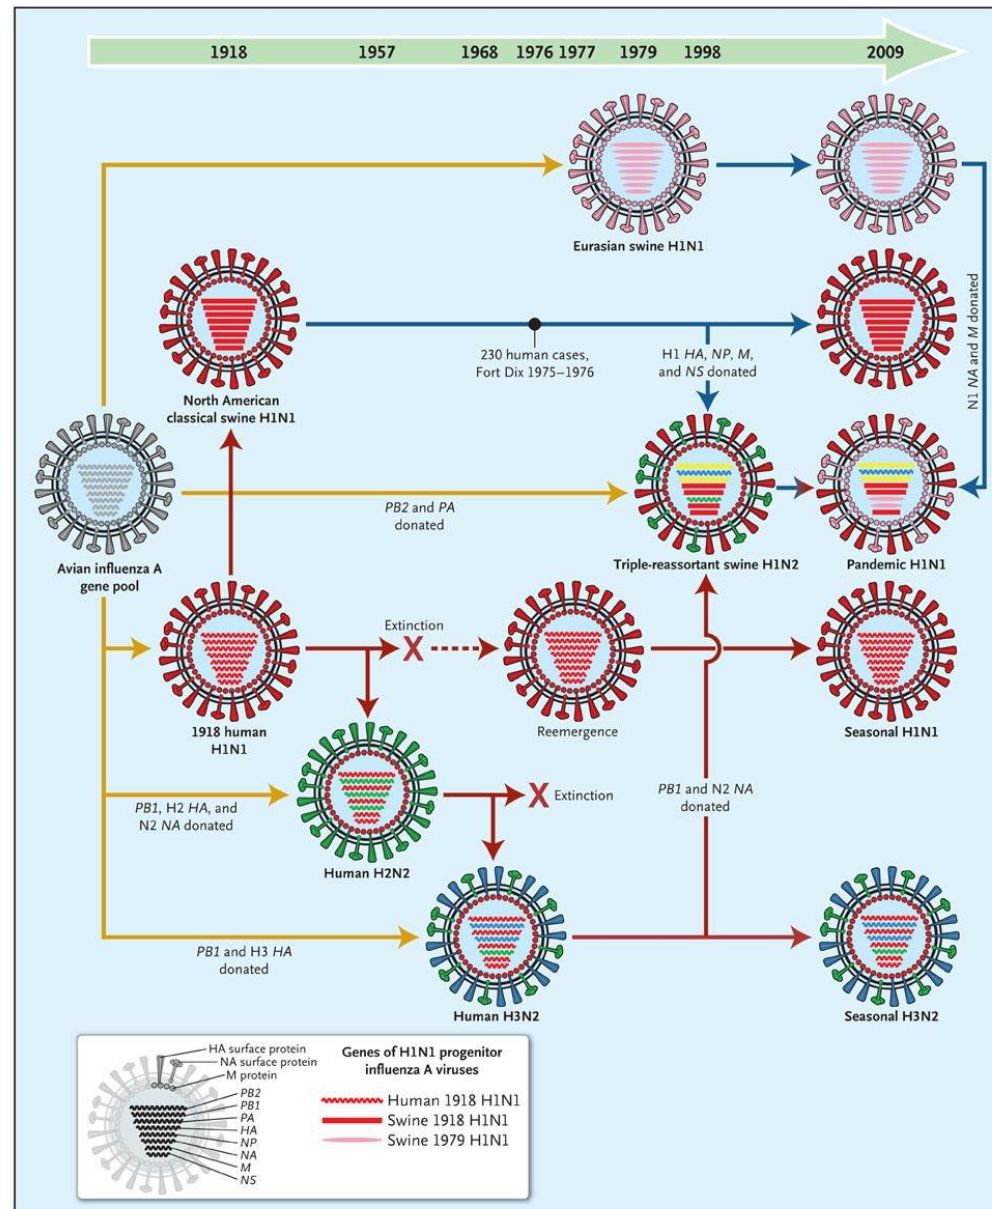 1918 1957 1968 1976 1977 1979 1998 2009
Eurasian swine H1N1
N1 NA and M donated
230 human cases,
Fort Dix 1975–1976
H1 HA, NP, M,
and NS donated
North American
classical swine H1N1
PB2 and PA
donated
Avian influenza A
gene pool
Triple-reassortant swine H1N2
Pandemic H1N1
Extinction
X
1918 human
H1N1
Reemergence
Seasonal H1N1
PB1, H2 HA, and
N2 NA donated
X Extinction
PB1 and N2 NA
donated
Human H2N2
PB1 and H3 HA
donated
Human H3N2
Seasonal H3N2
HA surface protein
NA surface protein
M protein
PB2
PB1
PA
HA
NP
NA
M
NS
Genes of H1N1 progenitor
influenza A viruses
Human 1918 H1N1
Swine 1918 H1N1
Swine 1979 H1N1